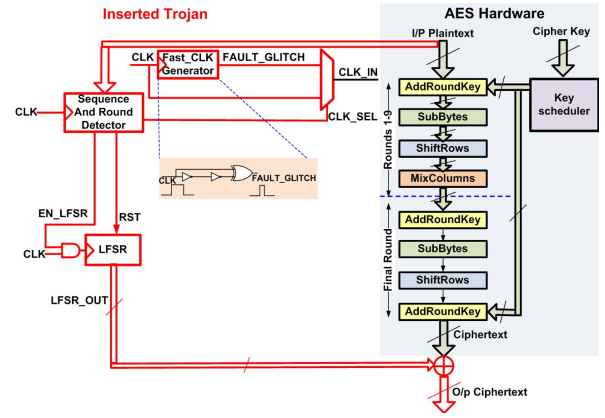 Inserted Trojan
AES Hardware
CLK
Fast_CLK
Generator
FAULT_GLITCH
CLK_IN
CLK_SEL
I/P Plaintext
Cipher Key
CLK
Sequence
And Round
Detector
AddRoundKey
SubBytes
ShiftRows
MixColumns
Rounds 1-9
Key
scheduler
CLK
FAULT_GLITCH
EN_LFSR
RST
CLK
LFSR
LFSR_OUT
Final Round
AddRoundKey
SubBytes
ShiftRows
AddRoundKey
Ciphertext
O/p Ciphertext